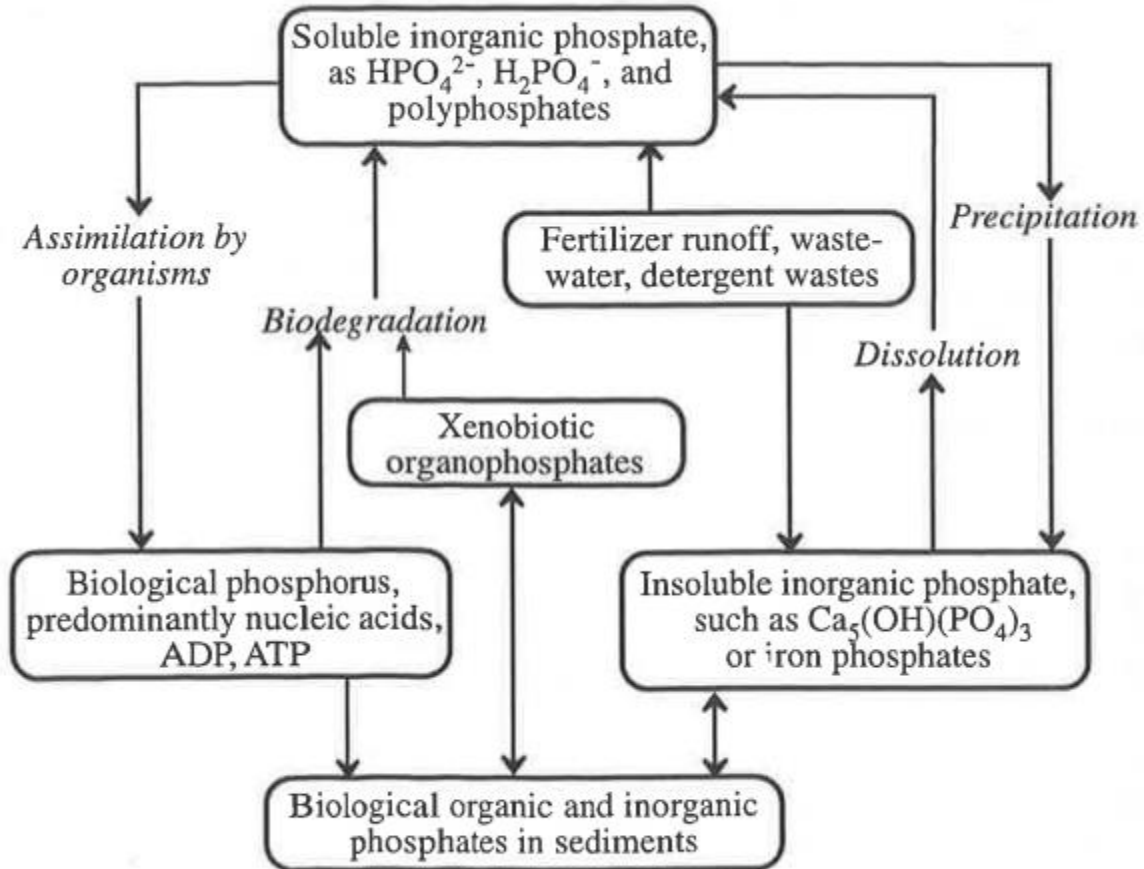 Soluble inorganic phosphate,
as HPO₄²⁻, H₂PO₄⁻, and
polyphosphates
Assimilation by
organisms
Biodegradation
Fertilizer runoff, waste-
water, detergent wastes
Precipitation
Dissolution
Xenobiotic
organophosphates
Biological phosphorus,
predominantly nucleic acids,
ADP, ATP
Insoluble inorganic phosphate,
such as Ca₅(OH)(PO₄)₃
or iron phosphates
Biological organic and inorganic
phosphates in sediments